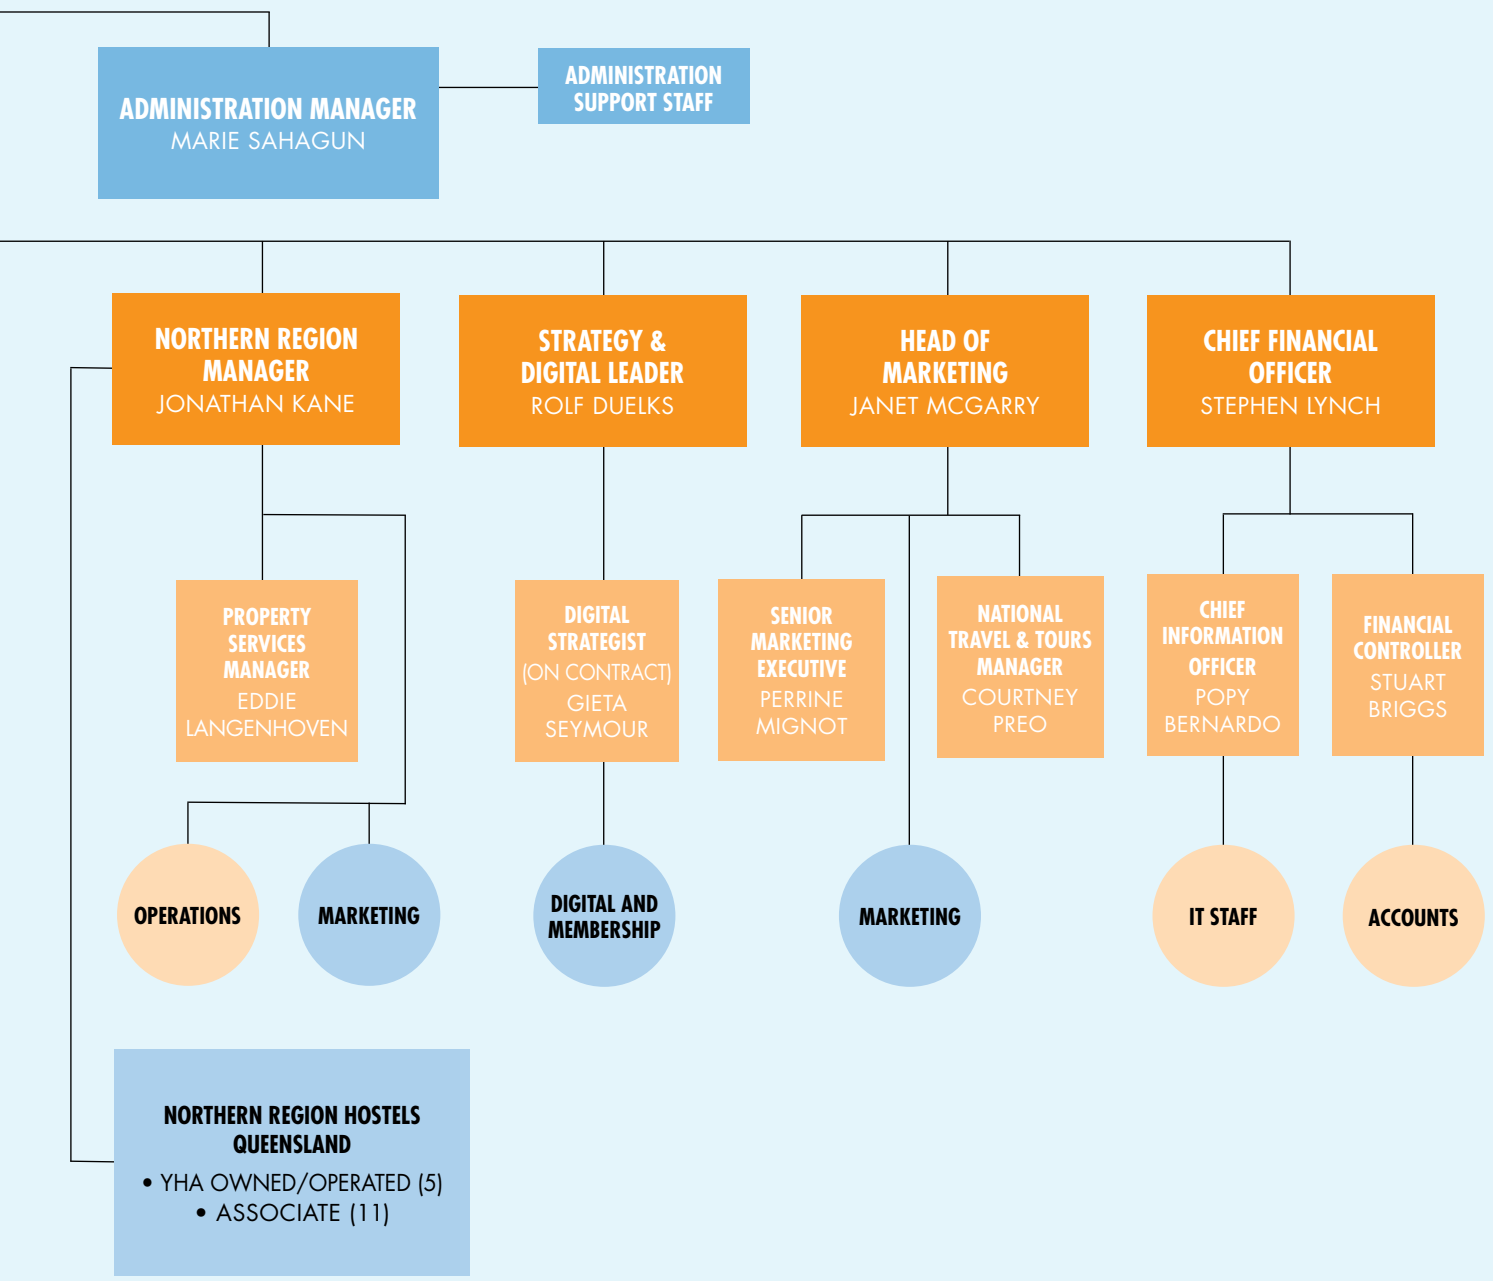 ADMINISTRATION MANAGER
MARIE SAHAGUN
ADMINISTRATION
SUPPORT STAFF
NORTHERN REGION
MANAGER
JONATHAN KANE
STRATEGY &
DIGITAL LEADER
ROLF DUELKS
HEAD OF
MARKETING
JANET MCGARRY
CHIEF FINANCIAL
OFFICER
STEPHEN LYNCH
PROPERTY
SERVICES
MANAGER
EDDIE
LANGENHOVEN
DIGITAL
STRATEGIST
(ON CONTRACT)
GIETA
SEYMOUR
SENIOR
MARKETING
EXECUTIVE
PERRINE
MIGNOT
NATIONAL
TRAVEL & TOURS
MANAGER
COURTNEY
PREO
CHIEF
INFORMATION
OFFICER
POPY
BERNARDO
FINANCIAL
CONTROLLER
STUART
BRIGGS
OPERATIONS
MARKETING
DIGITAL AND
MEMBERSHIP
MARKETING
IT STAFF
ACCOUNTS
NORTHERN REGION HOSTELS
QUEENSLAND
• YHA OWNED/OPERATED (5)
• ASSOCIATE (11)